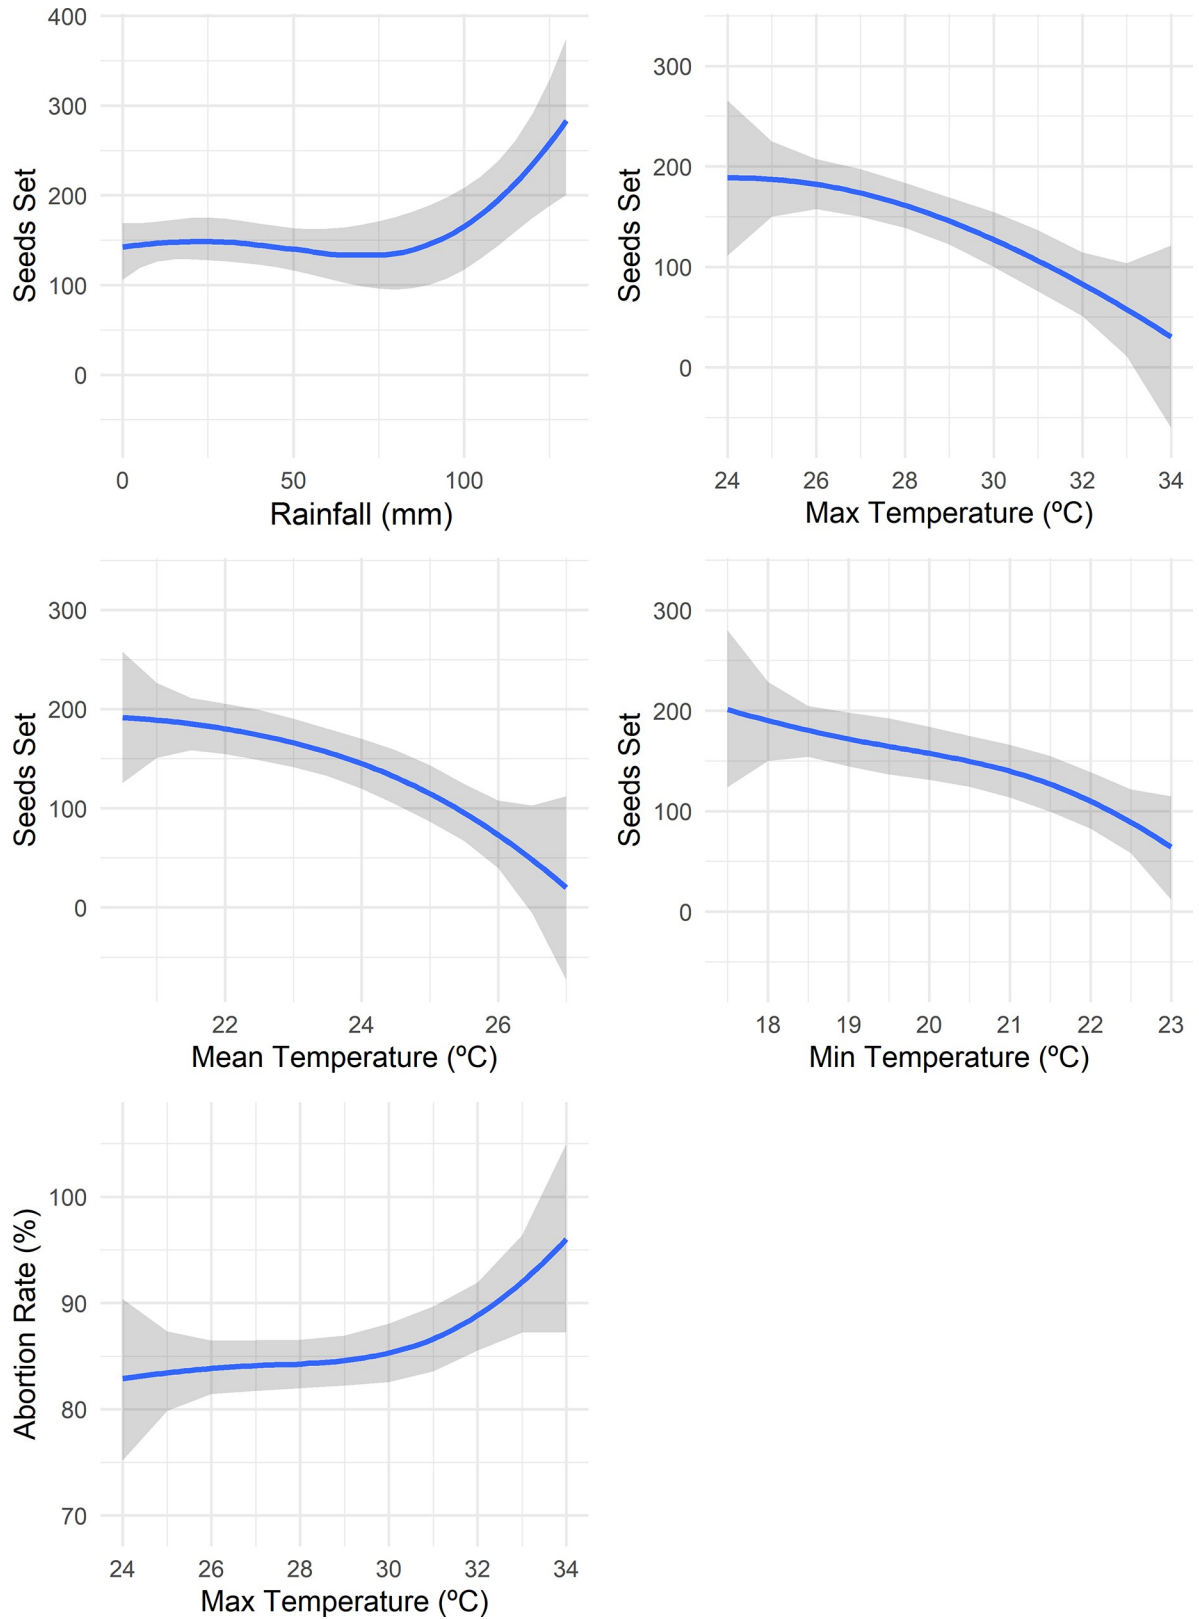 400
300
200
100
0
Seeds Set
0 50 100
Rainfall (mm)
300
200
100
0
Seeds Set
24 26 28 30 32 34
Max Temperature (ºC)
300
200
100
0
Seeds Set
22 24 26
Mean Temperature (ºC)
300
200
100
0
Seeds Set
18 19 20 21 22 23
Min Temperature (ºC)
100
90
80
70
Abortion Rate (%)
24 26 28 30 32 34
Max Temperature (ºC)